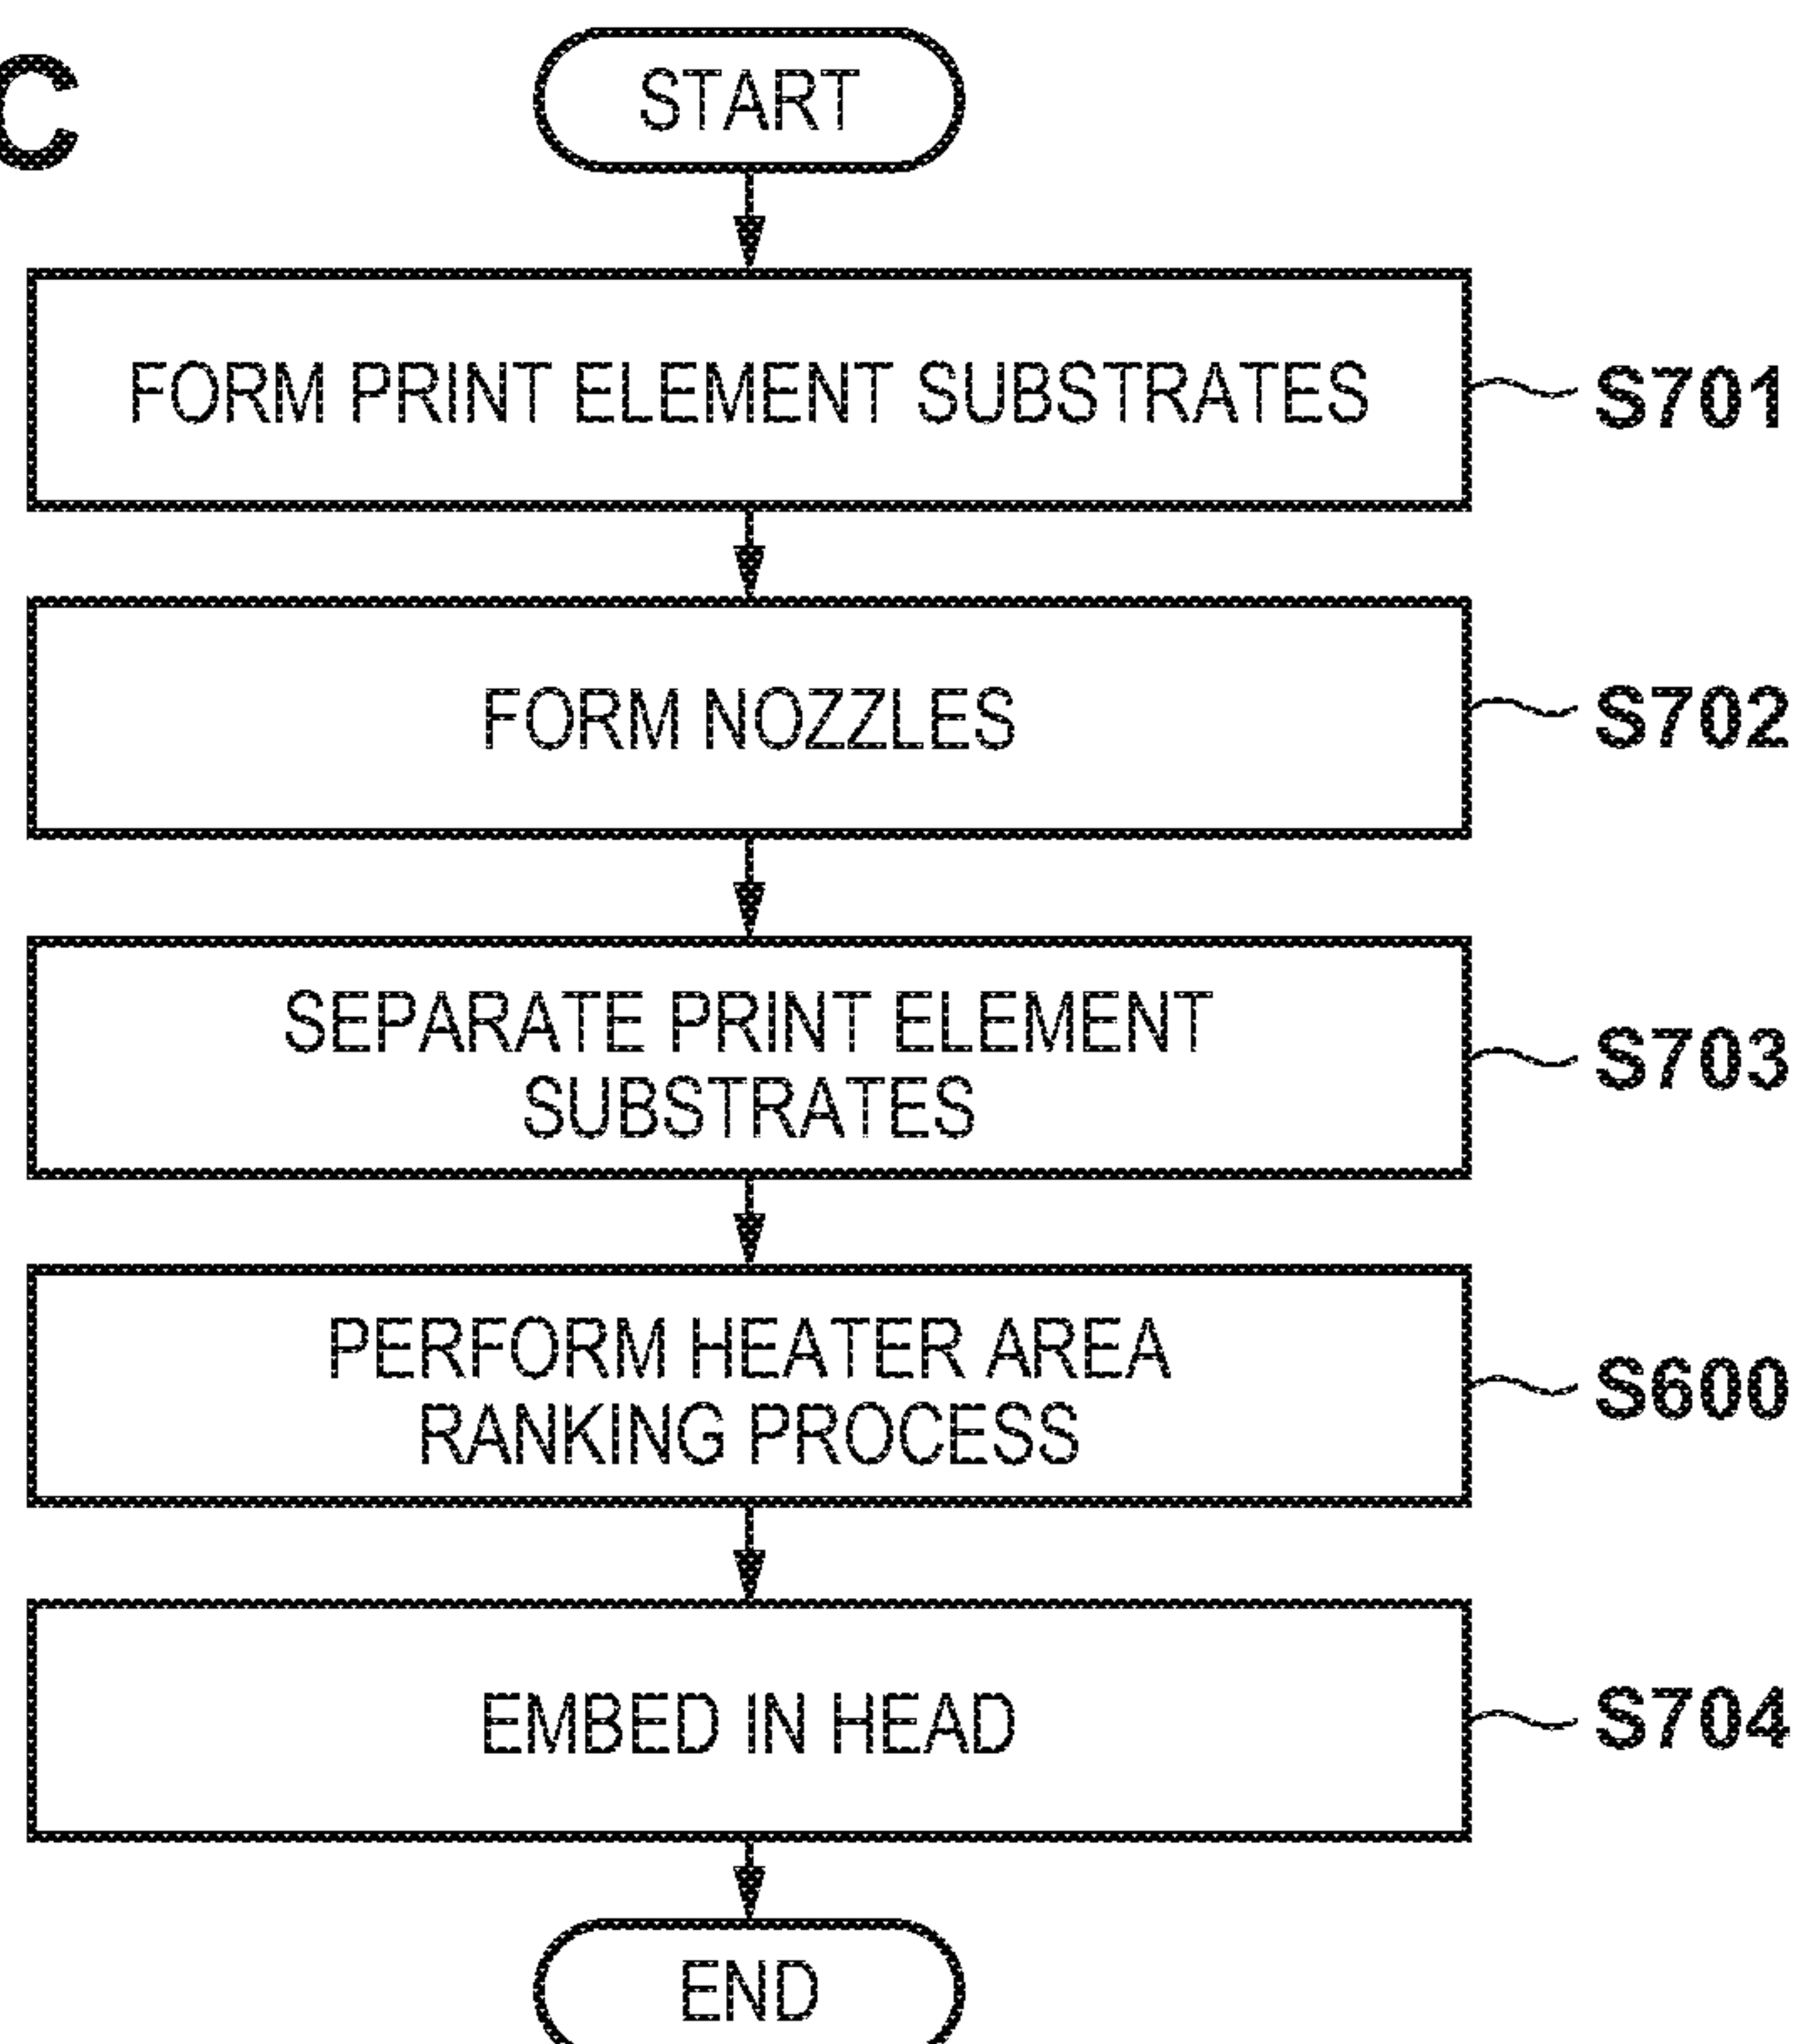 C
START
FORM PRINT ELEMENT SUBSTRATES
S701
FORM NOZZLES
S702
SEPARATE PRINT ELEMENT
SUBSTRATES
S703
PERFORM HEATER AREA
RANKING PROCESS
S600
EMBED IN HEAD
S704
END